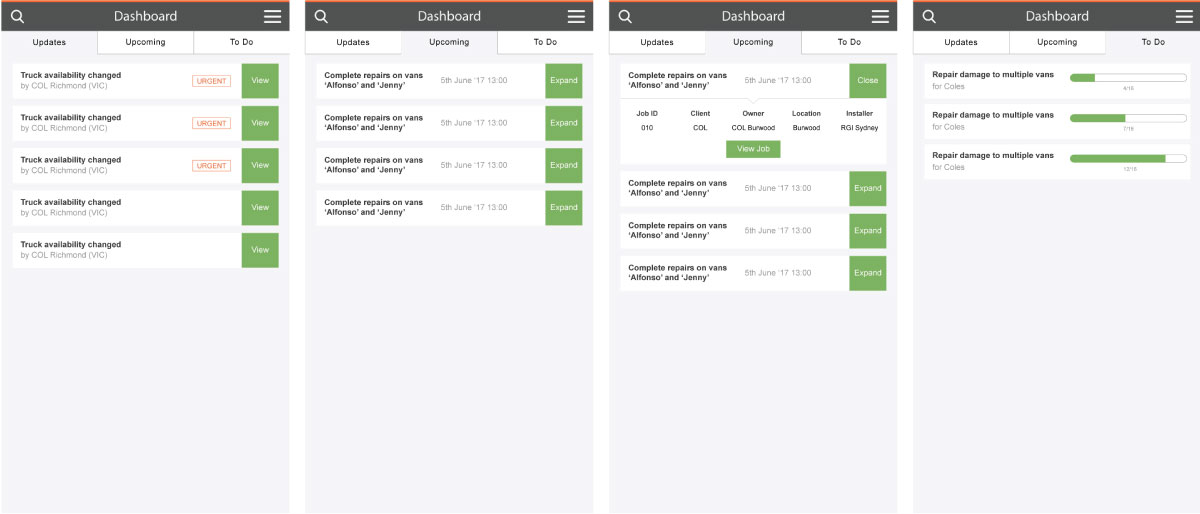 Dashboard
Updates Upcoming To Do
Truck availability changed
by COL Richmond (VIC)
URGENT
View
Truck availability changed
by COL Richmond (VIC)
URGENT
View
Truck availability changed
by COL Richmond (VIC)
URGENT
View
Truck availability changed
by COL Richmond (VIC)
View
Truck availability changed
by COL Richmond (VIC)
View
Dashboard
Updates Upcoming To Do
Complete repairs on vans
‘Alfonso’ and ‘Jenny’
5th June ‘17 13:00
Expand
Complete repairs on vans
‘Alfonso’ and ‘Jenny’
5th June ‘17 13:00
Expand
Complete repairs on vans
‘Alfonso’ and ‘Jenny’
5th June ‘17 13:00
Expand
Complete repairs on vans
‘Alfonso’ and ‘Jenny’
5th June ‘17 13:00
Expand
Dashboard
Updates Upcoming To Do
Complete repairs on vans
‘Alfonso’ and ‘Jenny’
5th June ‘17 13:00
Close
Job ID Client Owner Location Installer
010 COL COL Burwood Burwood RGI Sydney
View Job
Complete repairs on vans
‘Alfonso’ and ‘Jenny’
5th June ‘17 13:00
Expand
Complete repairs on vans
‘Alfonso’ and ‘Jenny’
5th June ‘17 13:00
Expand
Complete repairs on vans
‘Alfonso’ and ‘Jenny’
5th June ‘17 13:00
Expand
Dashboard
Updates Upcoming To Do
Repair damage to multiple vans
for Coles
Repair damage to multiple vans
for Coles
Repair damage to multiple vans
for Coles